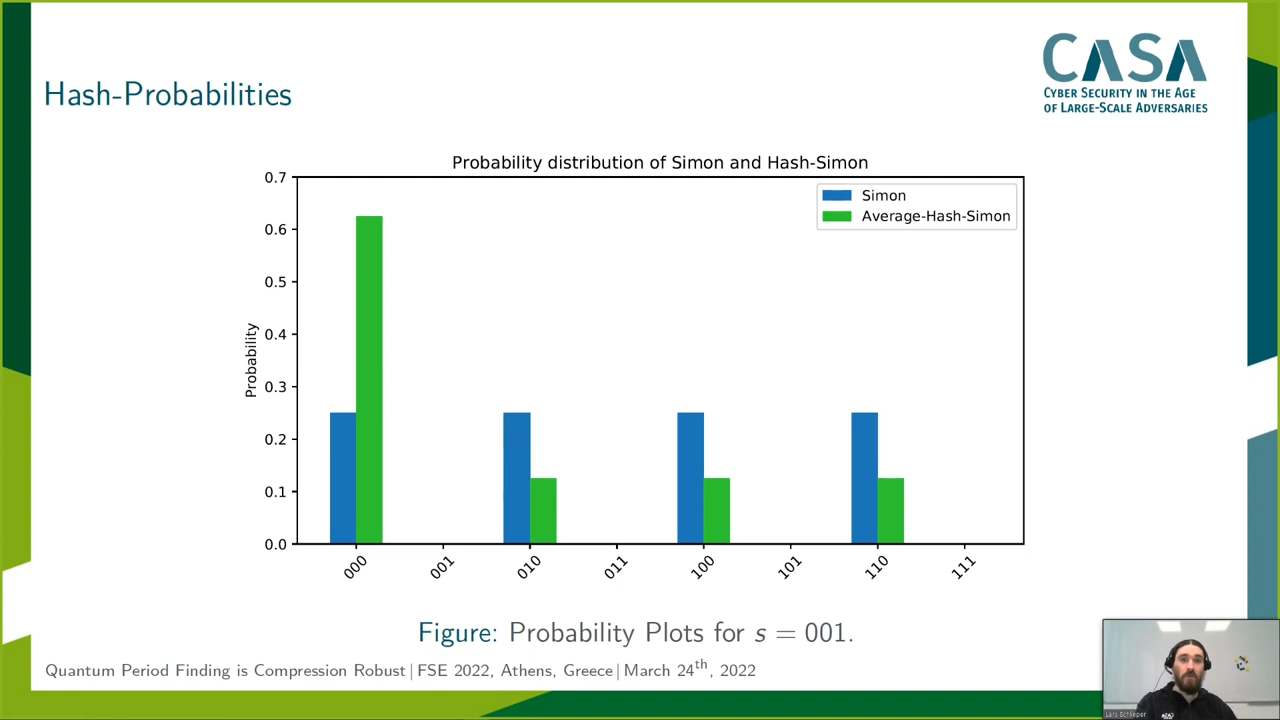 CASA
CYBER SECURITY IN THE AGE
OF LARGE-SCALE ADVERSARIES
Hash-Probabilities
Probability distribution of Simon and Hash-Simon
Simon
Average-Hash-Simon
Probability
0.7
0.6
0.5
0.4
0.3
0.2
0.1
0.0
000
001
010
011
100
101
110
111
Figure: Probability Plots for s = 001.
Quantum Period Finding is Compression Robust | FSE 2022, Athens, Greece | March 24th, 2022
Lars Schlieper